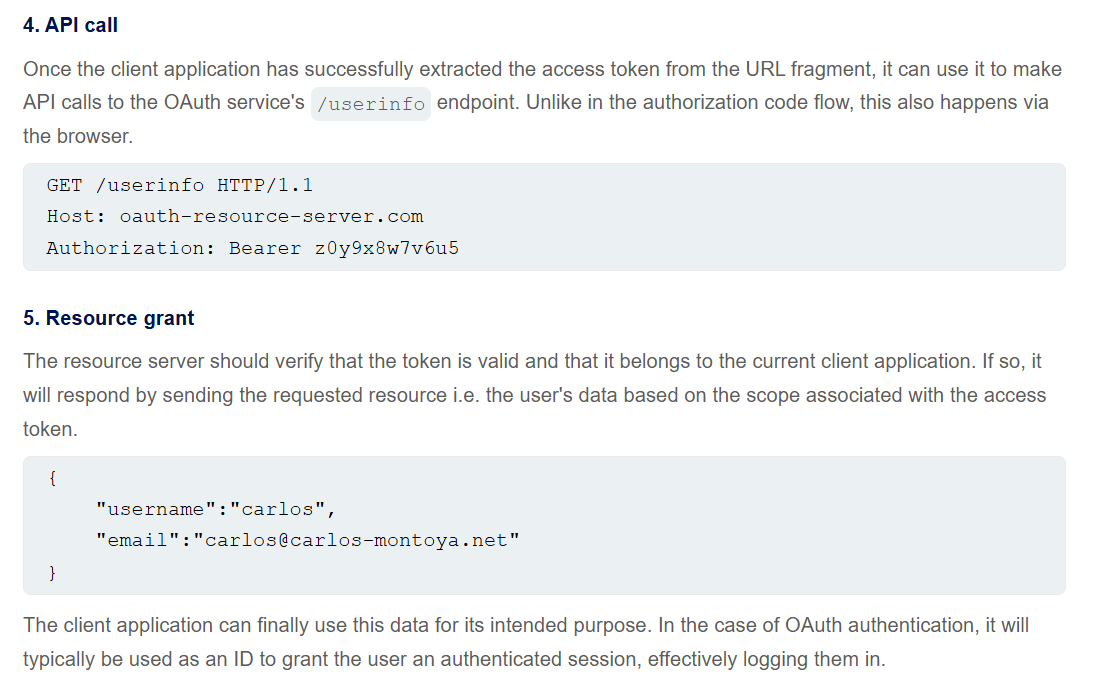 4. API call
Once the client application has successfully extracted the access token from the URL fragment, it can use it to make
API calls to the OAuth service's /userinfo endpoint. Unlike in the authorization code flow, this also happens via
the browser.
GET /userinfo HTTP/1.1
Host: oauth-resource-server.com
Authorization: Bearer z0y9x8w7v6u5
5. Resource grant
The resource server should verify that the token is valid and that it belongs to the current client application. If so, it
will respond by sending the requested resource i.e. the user's data based on the scope associated with the access
token.
{
    "username":"carlos",
    "email":"carlos@carlos-montoya.net"
}
The client application can finally use this data for its intended purpose. In the case of OAuth authentication, it will
typically be used as an ID to grant the user an authenticated session, effectively logging them in.